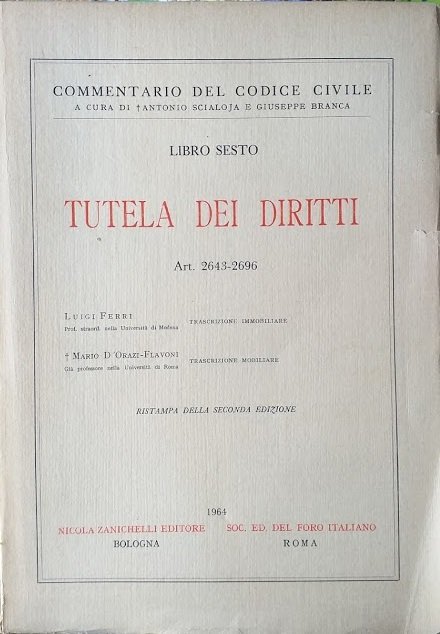 COMMENTARIO DEL CODICE CIVILE
A CURA DI † ANTONIO SCIALOJA E GIUSEPPE BRANCA
LIBRO SESTO
TUTELA DEI DIRITTI
Art. 2643-2696
LUIGI FERRI
Prof. straord. nella Università di Modena
TRASCRIZIONE IMMOBILIARE
† MARIO D'ORAZI-FLAVONI
Già professore nella Università di Roma
TRASCRIZIONE MOBILIARE
RISTAMPA DELLA SECONDA EDIZIONE
1964
NICOLA ZANICHELLI EDITORE SOC. ED. DEL FORO ITALIANO
BOLOGNA ROMA